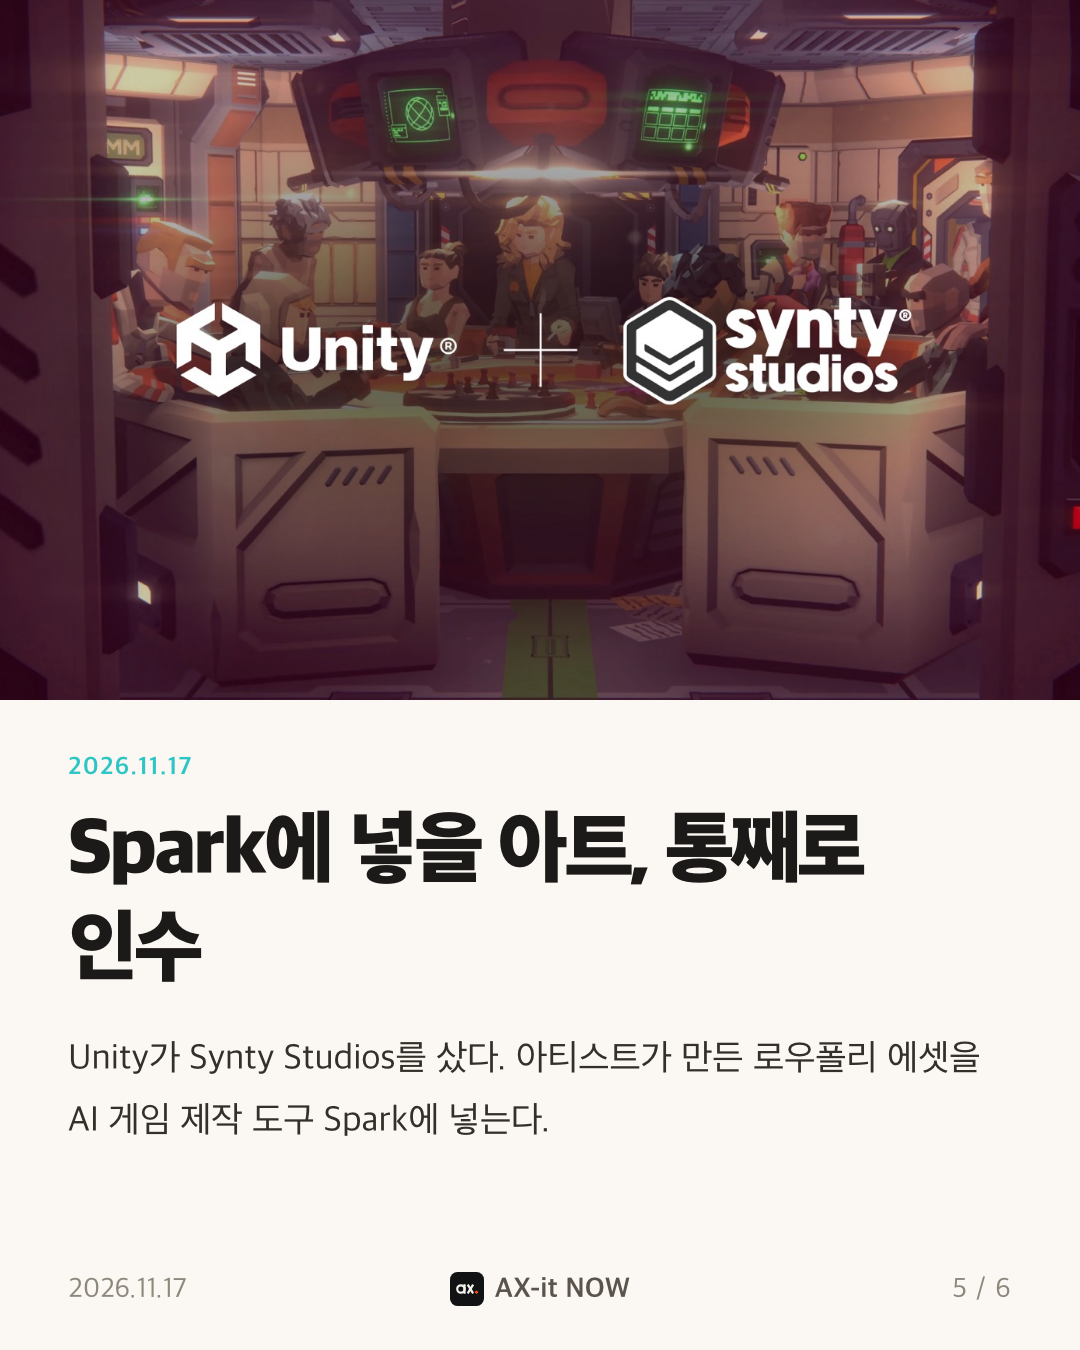 MM
Unity®
synty®
studios
2026.11.17
Spark에 넣을 아트, 통째로
인수
Unity가 Synty Studios를 샀다. 아티스트가 만든 로우폴리 에셋을
AI 게임 제작 도구 Spark에 넣는다.
2026.11.17
ax.
AX-it NOW
5 / 6